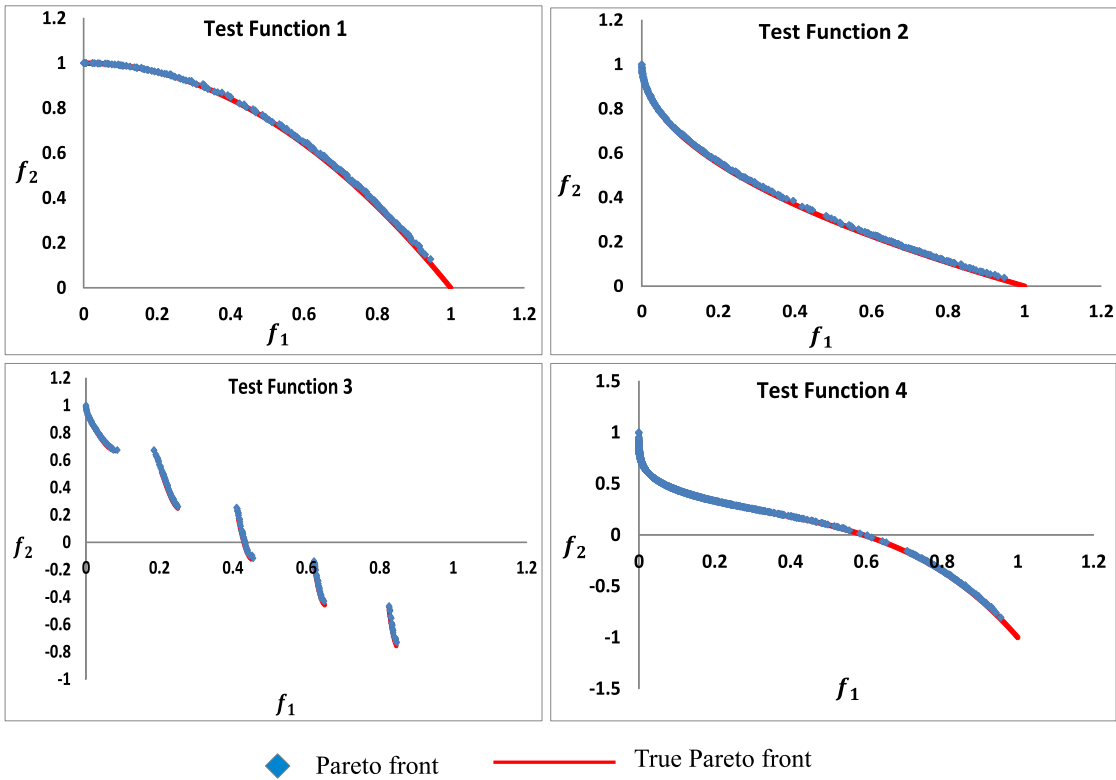 Test Function 1
1.2
1
0.8
0.6
0.4
0.2
0
f₂
0 0.2 0.4 0.6 0.8 1 1.2
f₁
Test Function 2
1.2
1
0.8
0.6
0.4
0.2
0
f₂
0 0.2 0.4 0.6 0.8 1 1.2
f₁
Test Function 3
1.2
1
0.8
0.6
0.4
0.2
0
-0.2
-0.4
-0.6
-0.8
-1
f₂
0 0.2 0.4 0.6 0.8 1 1.2
f₁
Test Function 4
1.5
1
0.5
0
-0.5
-1
-1.5
f₂
0 0.2 0.4 0.6 0.8 1 1.2
f₁
Pareto front True Pareto front